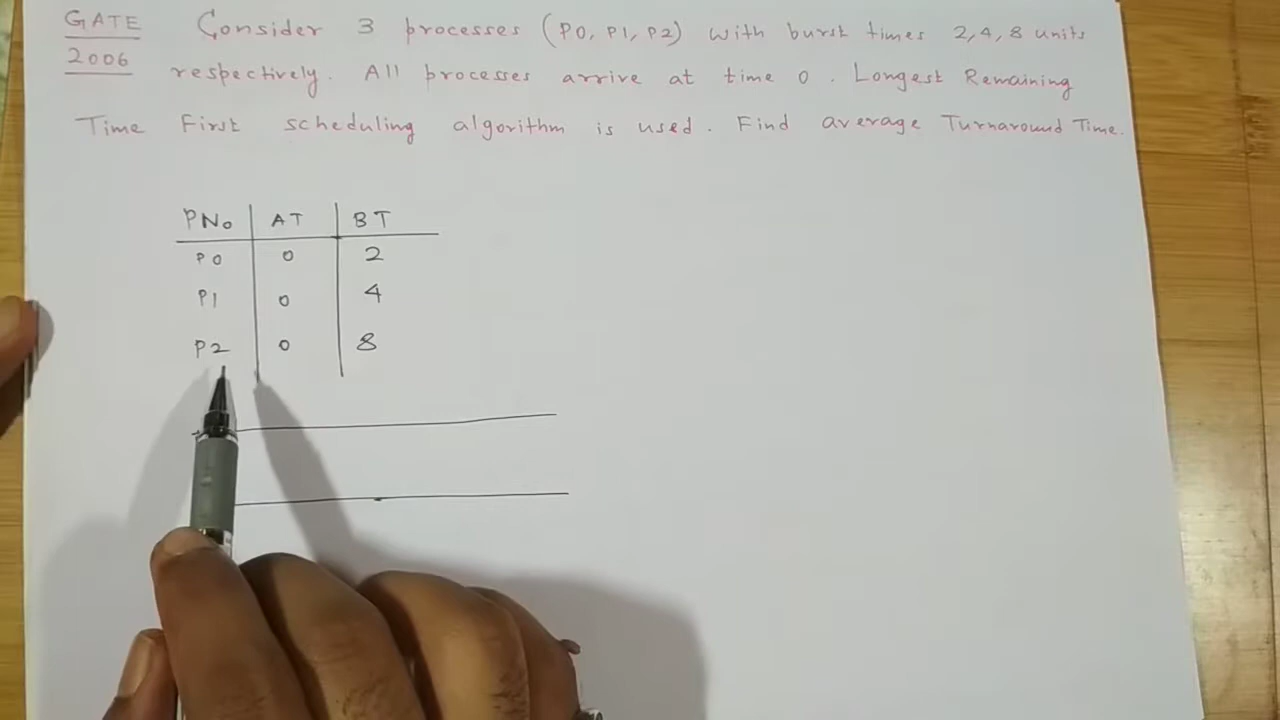 GATE 2006 Consider 3 processes (P0, P1, P2) with burst times 2, 4, 8 units
respectively. All processes arrive at time 0. Longest Remaining
Time First scheduling algorithm is used. Find average Turnaround Time.
PNo AT BT
P0 0 2
P1 0 4
P2 0 8